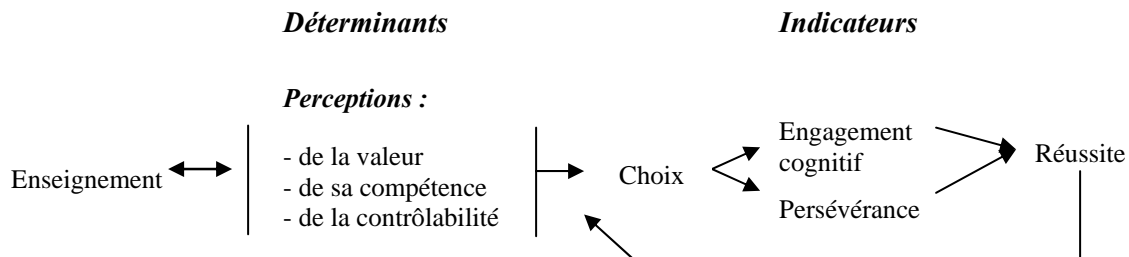 Déterminants
Indicateurs
Perceptions :
Enseignement
- de la valeur
- de sa compétence
- de la contrôlabilité
Choix
Engagement
cognitif
Persévérance
Réussite